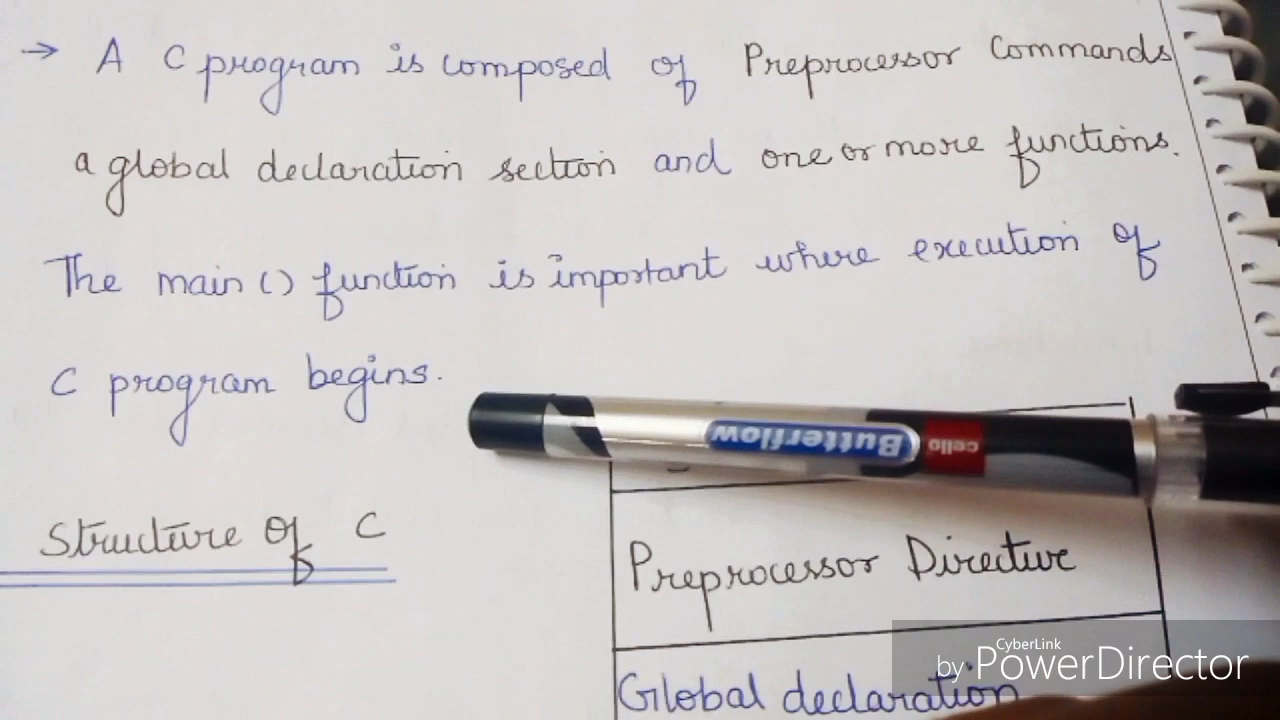 → A C program is composed of Preprocessor Commands
a global declaration section and one or more functions.
The main () function is important where execution of
C program begins.
Butterflow
cello
Structure of C
Preprocessor Directive
Global declaration
CyberLink
by PowerDirector